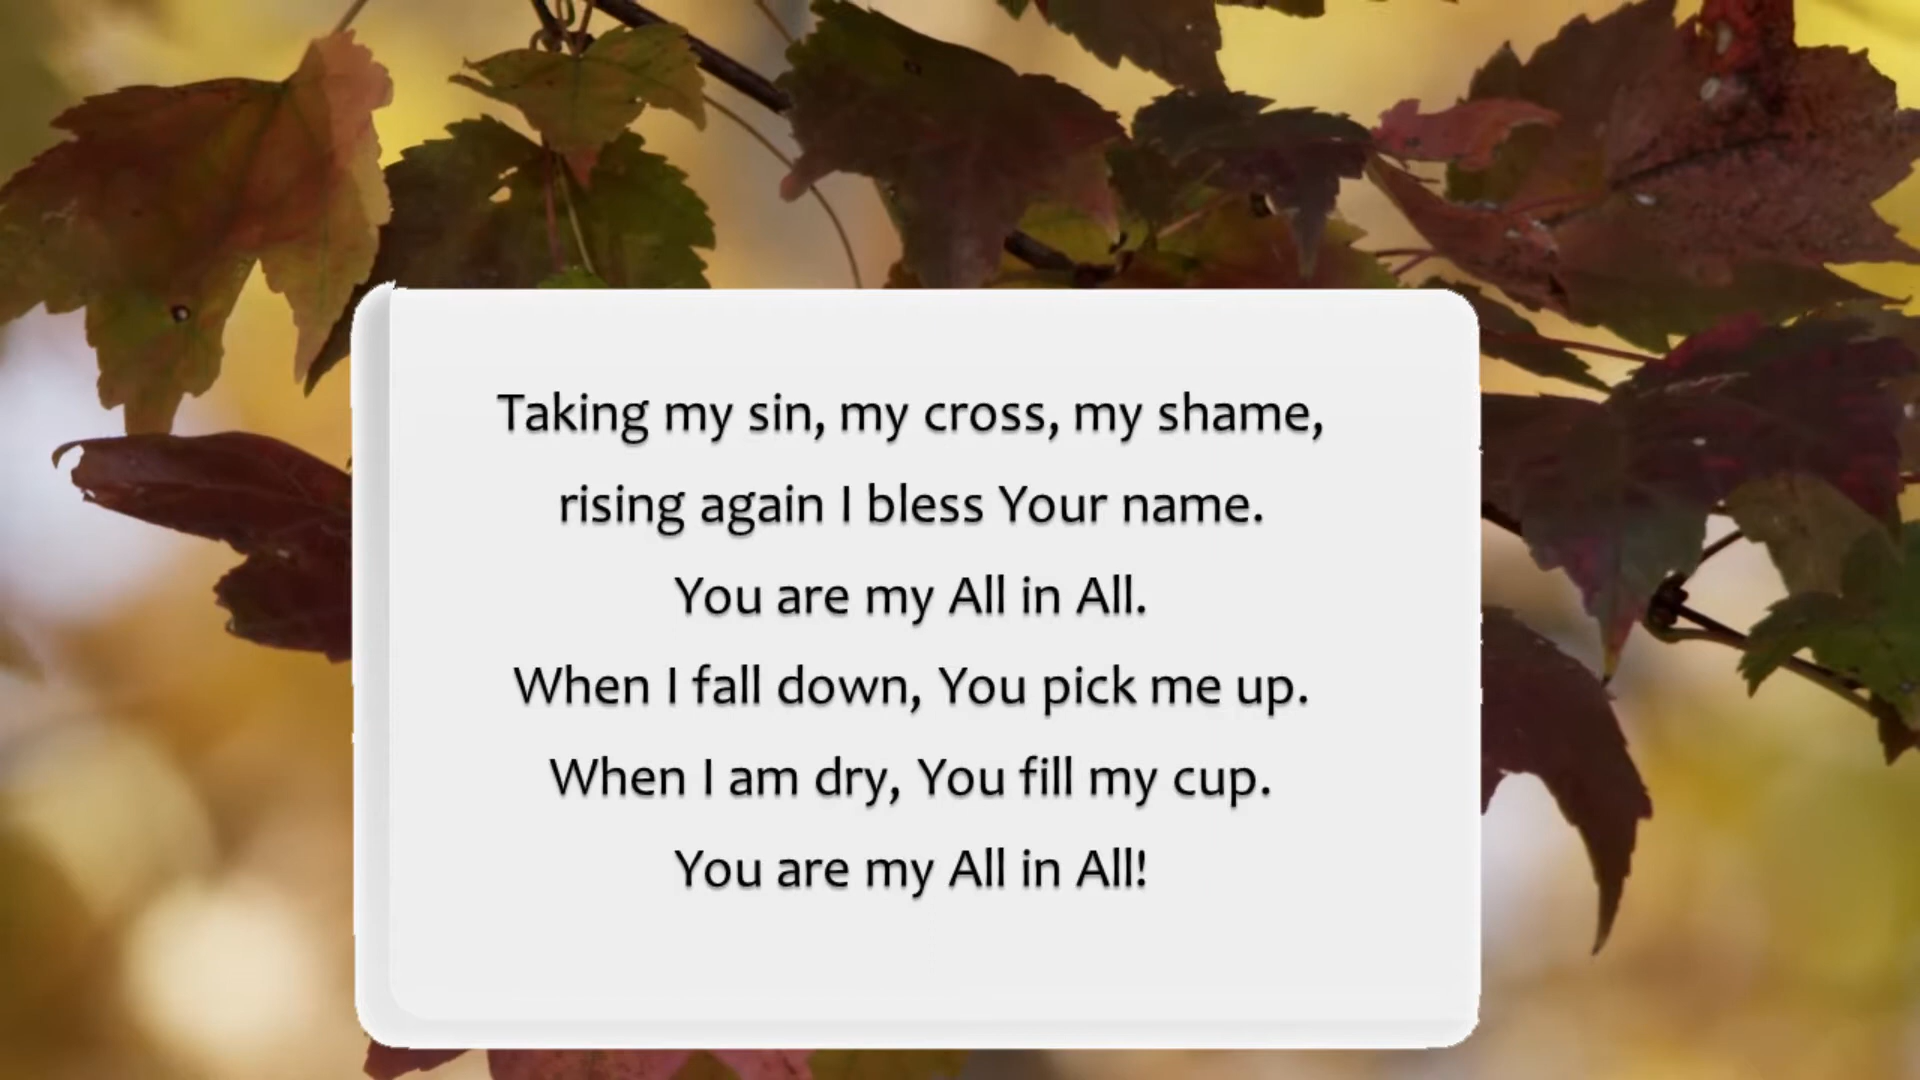 Taking my sin, my cross, my shame,
rising again I bless Your name.
You are my All in All.
When I fall down, You pick me up.
When I am dry, You fill my cup.
You are my All in All!